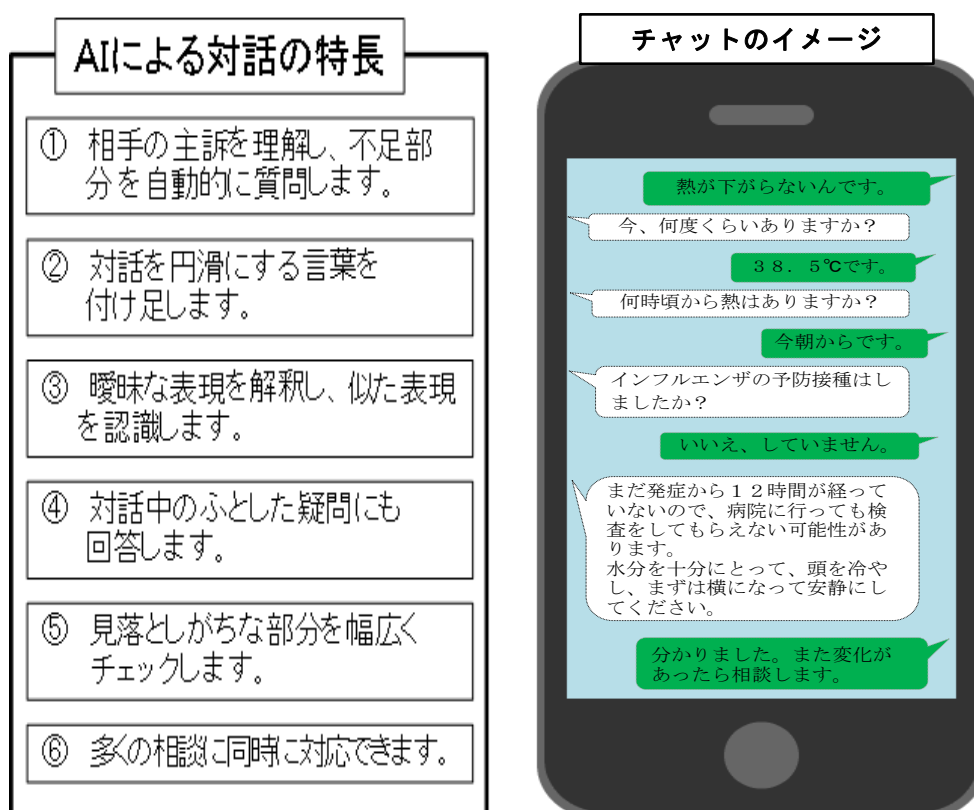 AIによる対話の特長
① 相手の主訴を理解し、不足部
分を自動的に質問します。
② 対話を円滑にする言葉を
付け足します。
③ 曖昧な表現を解釈し、似た表現
を認識します。
④ 対話中のふとした疑問にも
回答します。
⑤ 見落としがちな部分を幅広く
チェックします。
⑥ 多くの相談に同時に対応できます。
チャットのイメージ
熱が下がらないんです。
今、何度くらいありますか？
３８．５℃です。
何時頃から熱はありますか？
今朝からです。
インフルエンザの予防接種はし
ましたか？
いいえ、していません。
まだ発症から１２時間が経って
いないので、病院に行っても検
査をしてもらえない可能性があ
ります。
水分を十分にとって、頭を冷や
し、まずは横になって安静にし
てください。
分かりました。また変化が
あったら相談します。